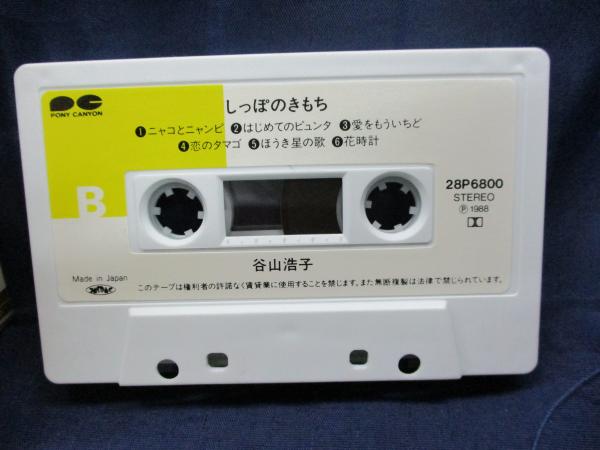 PONY CANYON
しっぽのきもち
❶ニャコとニャンピ ❷はじめてのピュンタ ❸愛をもういちど
❹恋のタマゴ ❺ほうき星の歌 ❻花時計
B
28P6800
STEREO
Ⓟ1988
谷山浩子
Made in Japan
このテープは権利者の許諾なく賃貸業に使用することを禁じます。また無断複製は法律で禁じられています。